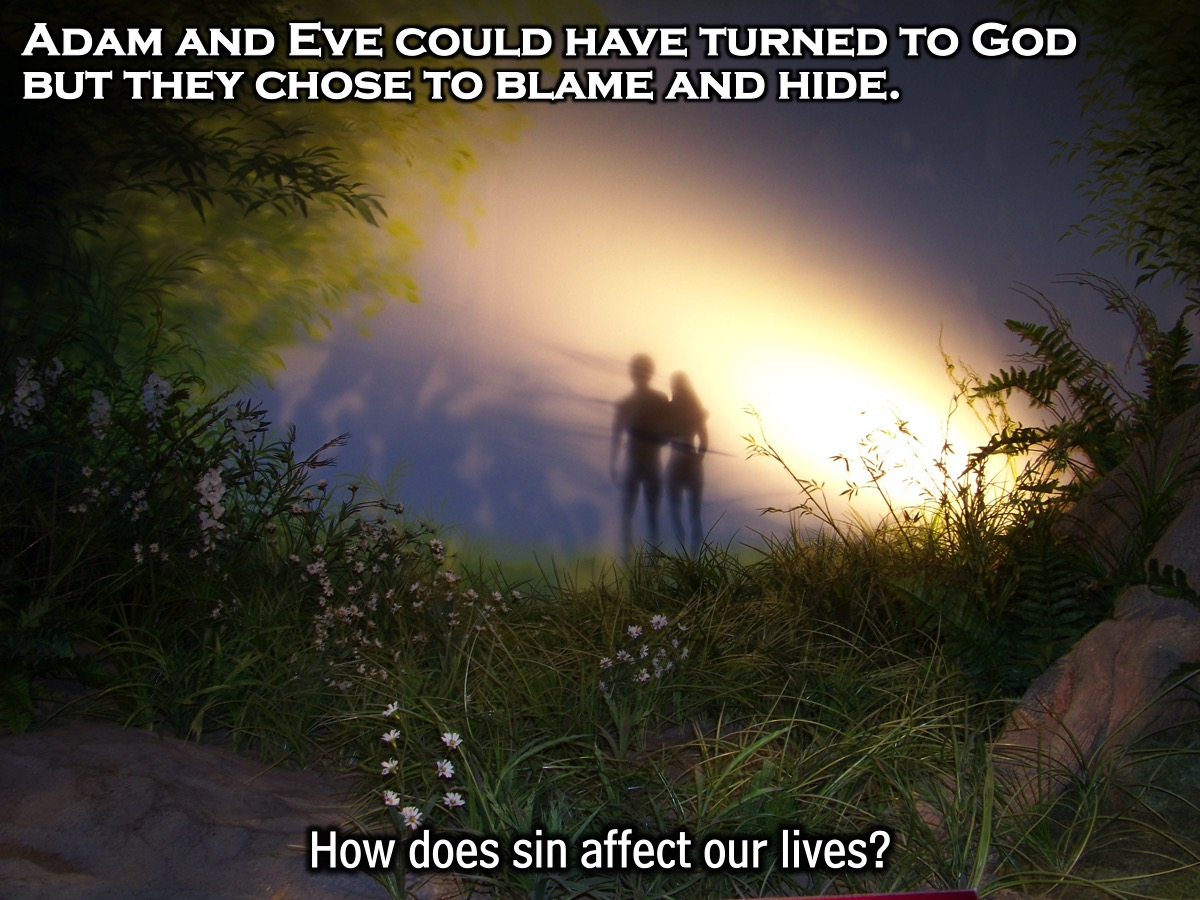 Adam and Eve could have turned to God
but they chose to blame and hide.
How does sin affect our lives?